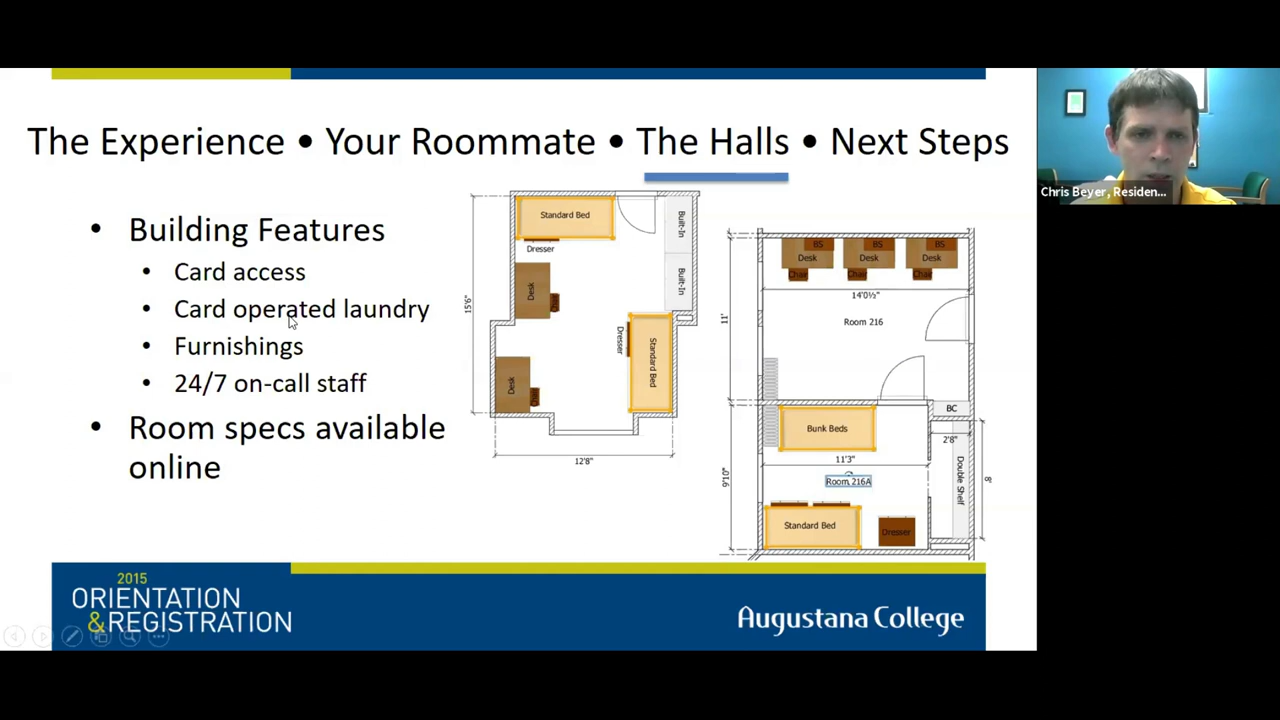 The Experience • Your Roommate • The Halls • Next Steps
• Building Features
• Card access
• Card operated laundry
• Furnishings
• 24/7 on-call staff
• Room specs available
online
Standard Bed
Dresser
Desk
Chair
Built-In
Built-In
15'6"
Dresser
Standard Bed
Desk
Chair
12'8"
BS
BS
BS
Desk
Desk
Desk
Chair
Chair
Chair
14'0½"
11'
Room 216
BC
Bunk Beds
2'8"
11'3"
9'10"
Room 216A
Double Shelf
8'
Standard Bed
Dresser
2015
ORIENTATION
&REGISTRATION
Augustana College
Chris Beyer, Residen...